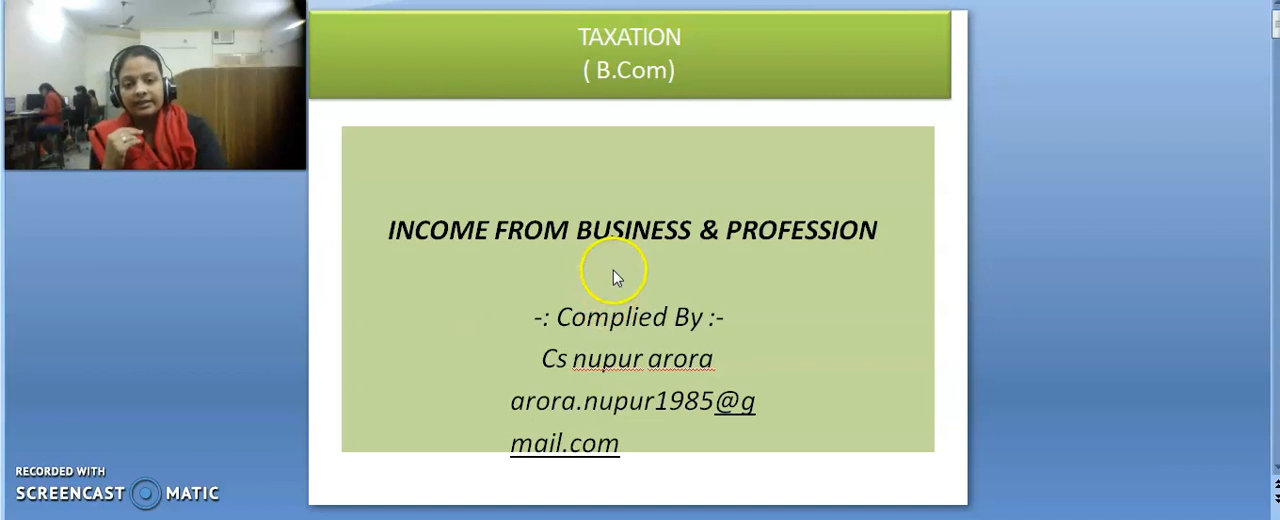 TAXATION
( B.Com)
INCOME FROM BUSINESS & PROFESSION
-: Complied By :-
Cs nupur arora
arora.nupur1985@g
mail.com
RECORDED WITH
SCREENCAST MATIC